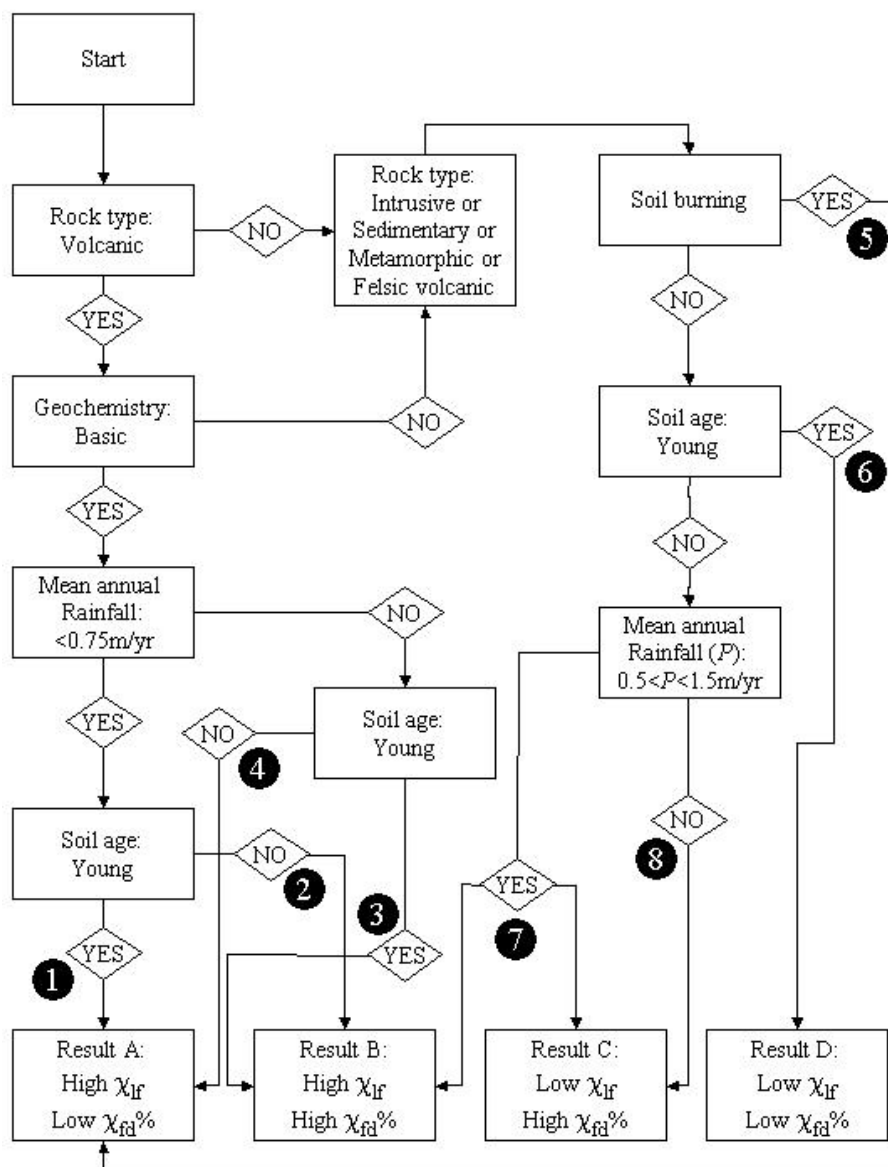 Start
Rock type:
Volcanic
NO
Rock type:
Intrusive or
Sedimentary or
Metamorphic or
Felsic volcanic
Soil burning
YES
5
YES
NO
Geochemistry:
Basic
NO
Soil age:
Young
YES
6
YES
NO
Mean annual
Rainfall:
<0.75m/yr
NO
Mean annual
Rainfall (P):
0.5<P<1.5m/yr
YES
Soil age:
Young
NO
4
Soil age:
Young
NO
2
NO
8
YES
7
3
YES
YES
1
Result A:
High χlf
Low χfd%
Result B:
High χlf
High χfd%
Result C:
Low χlf
High χfd%
Result D:
Low χlf
Low χfd%